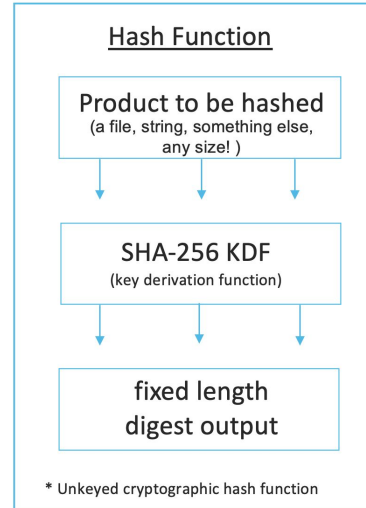 Hash Function
Product to be hashed
(a file, string, something else,
any size! )
SHA-256 KDF
(key derivation function)
fixed length
digest output
* Unkeyed cryptographic hash function